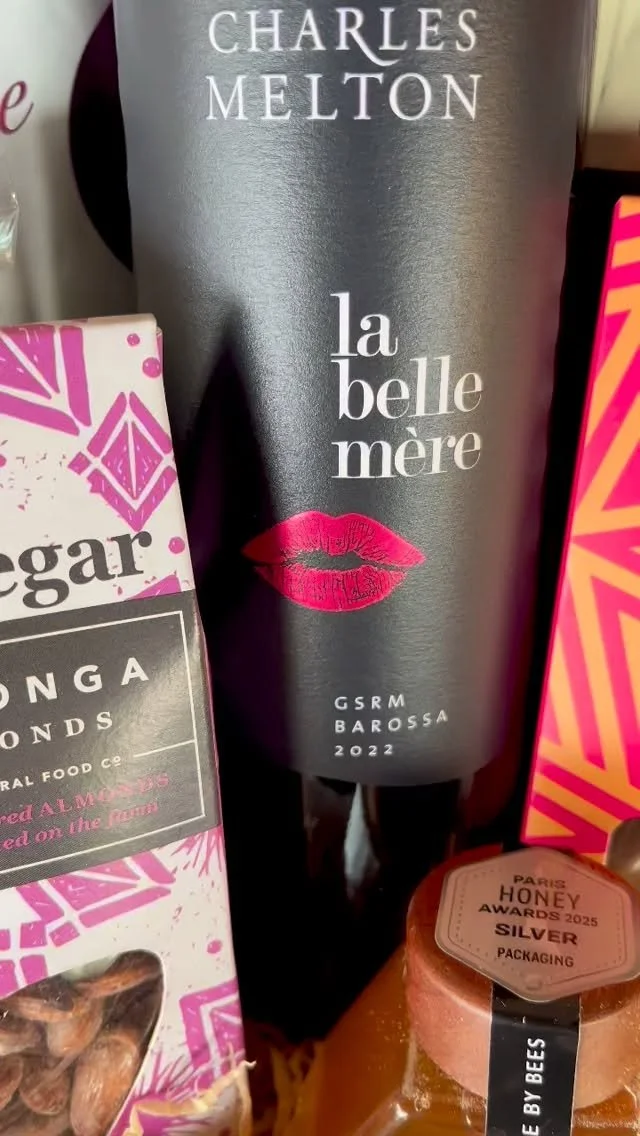 CHARLES
MELTON
la
belle
mère
GSRM
BAROSSA
2022
e
egar
ONGA
ONDS
RAL FOOD Co
red ALMONDS
ed on the farm
PARIS
HONEY
AWARDS 2025
SILVER
PACKAGING
E BY BEES